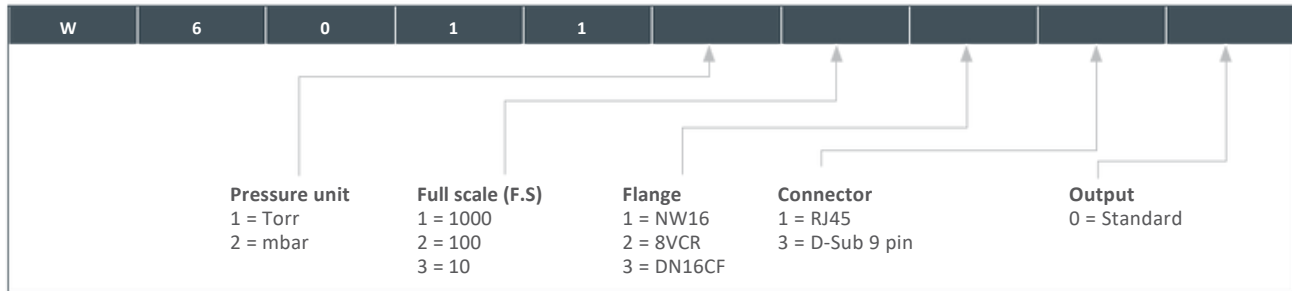 W 6 0 1 1
Pressure unit Full scale (F.S) Flange Connector Output
1 = Torr 1 = 1000 1 = NW16 1 = RJ45 0 = Standard
2 = mbar 2 = 100 2 = 8VCR 3 = D-Sub 9 pin
3 = 10 3 = DN16CF